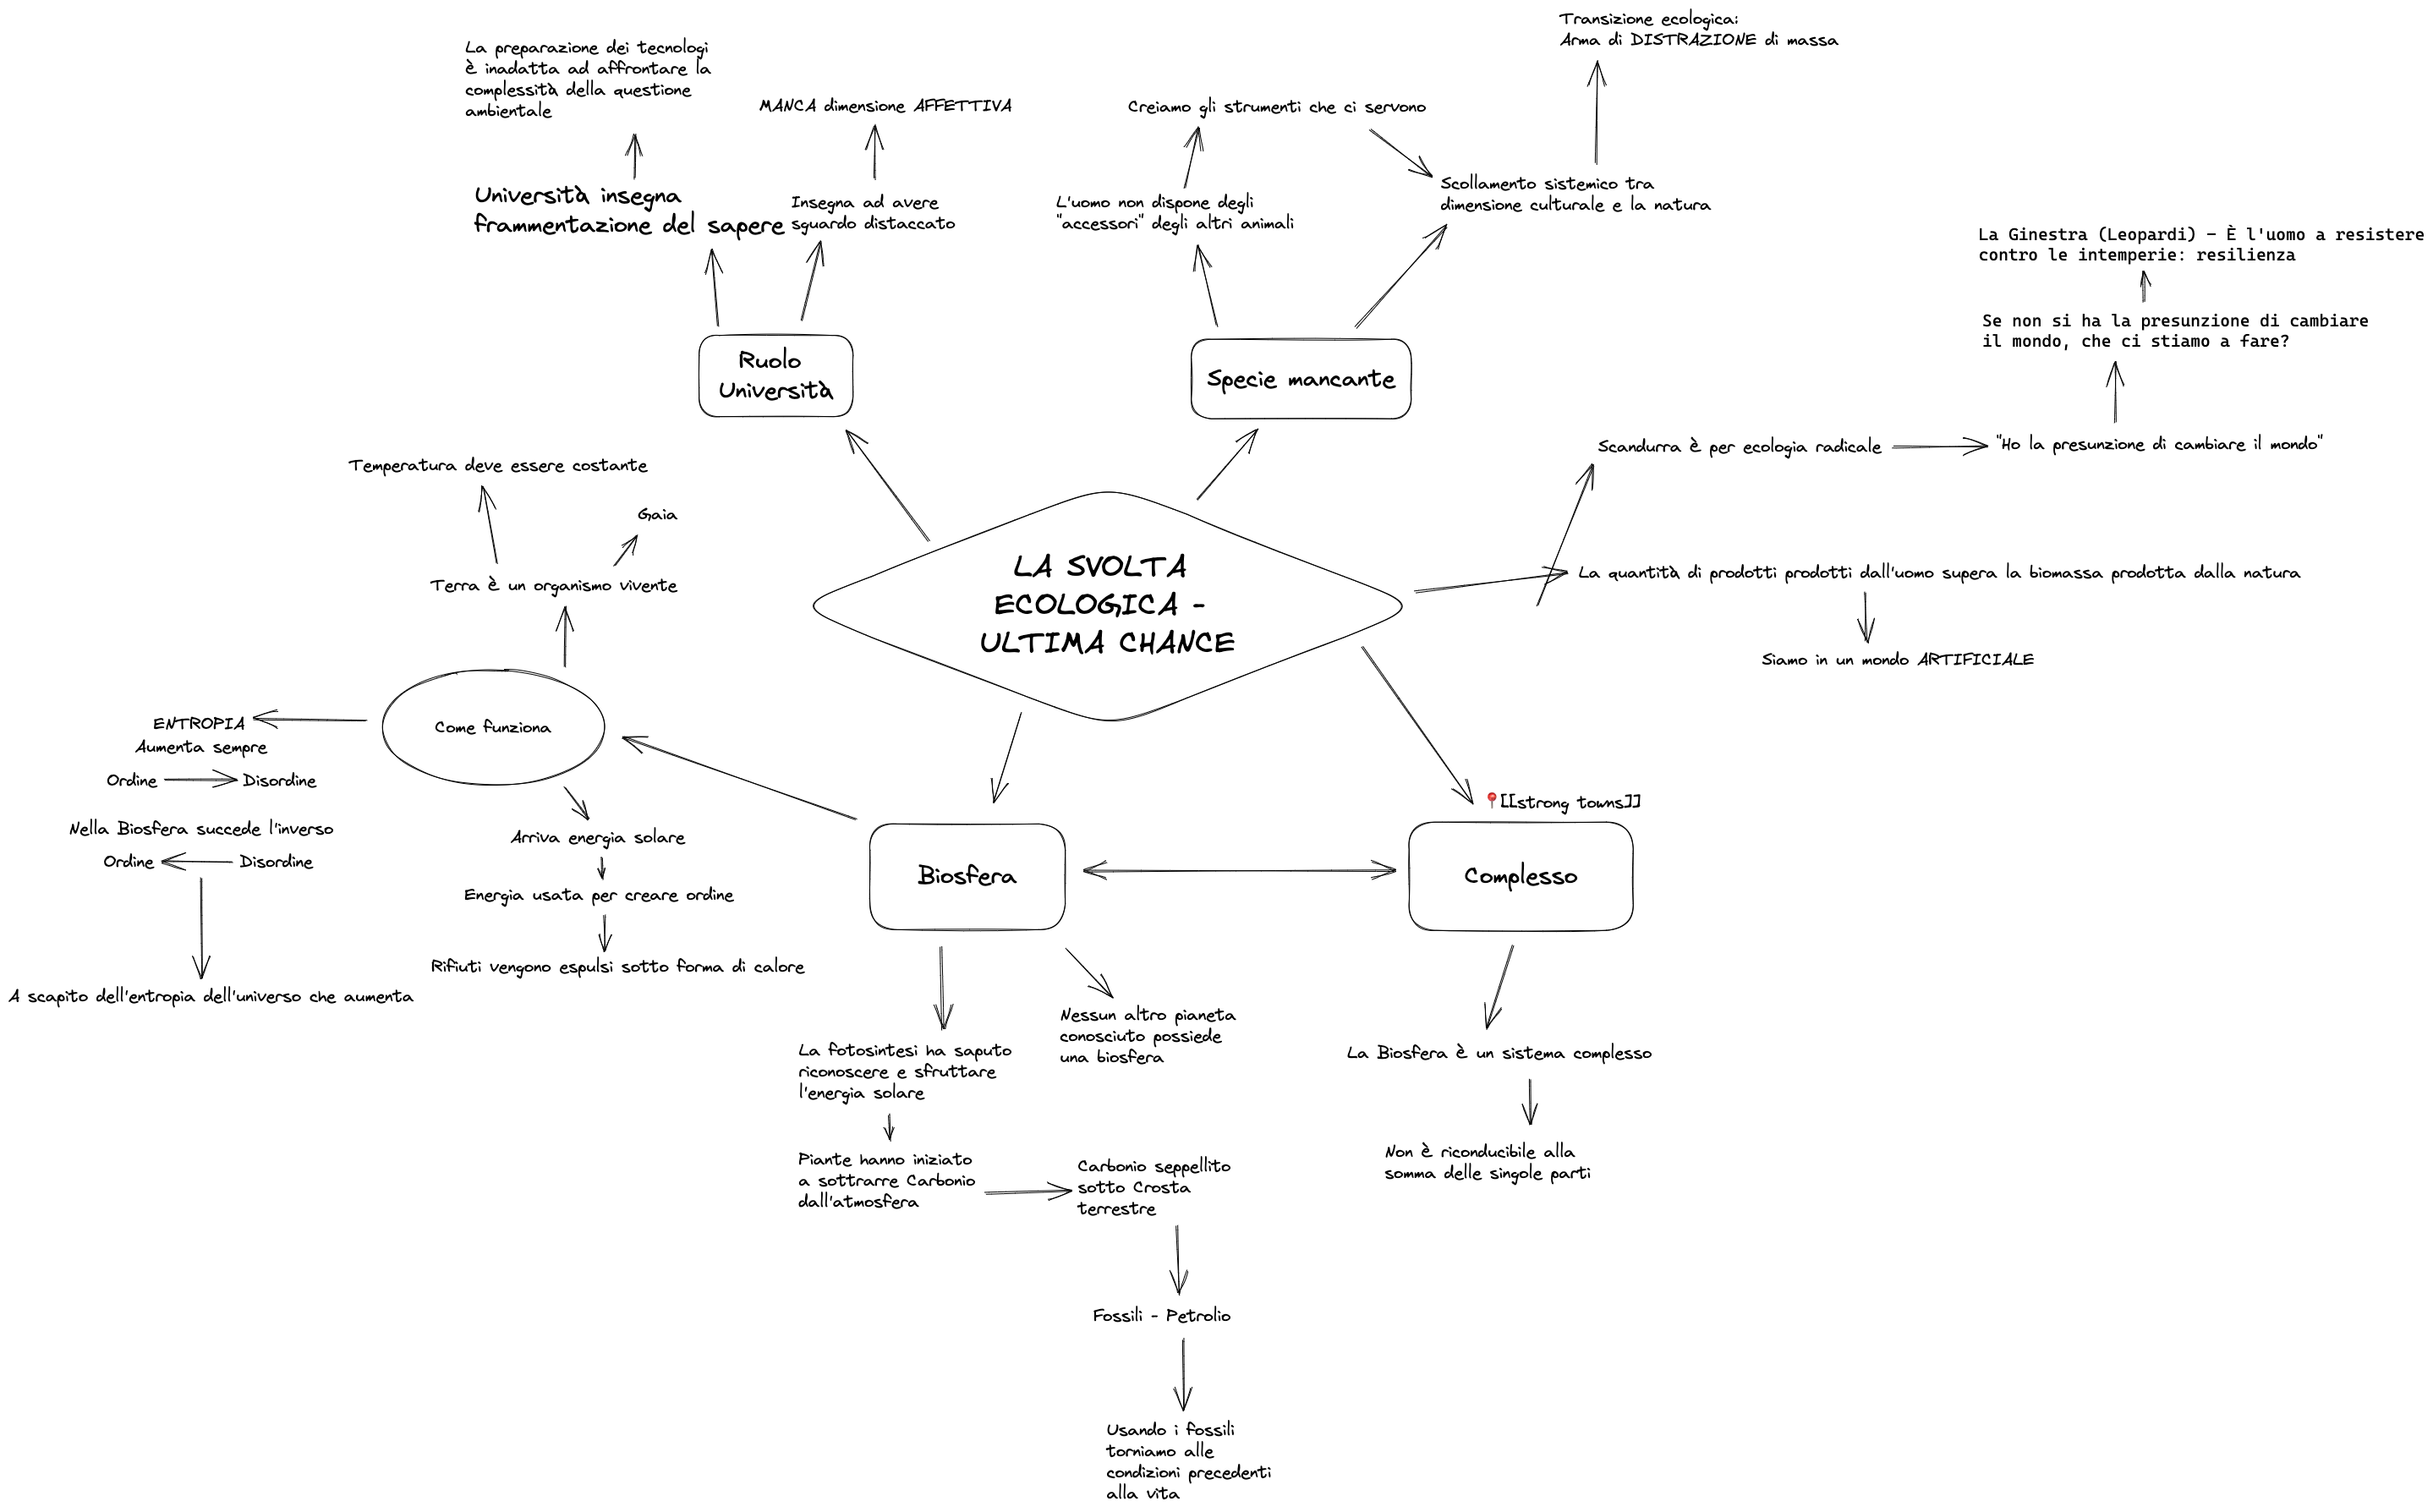 Transizione ecologica:
Arma di DISTRAZIONE di massa
La preparazione dei tecnologi
è inadatta ad affrontare la
complessità della questione
ambientale
MANCA dimensione AFFETTIVA
Creiamo gli strumenti che ci servono
Università insegna
frammentazione del sapere
Insegna ad avere
sguardo distaccato
L'uomo non dispone degli
"accessori" degli altri animali
Scollamento sistemico tra
dimensione culturale e la natura
La Ginestra (Leopardi) – È l'uomo a resistere
contro le intemperie: resilienza
Se non si ha la presunzione di cambiare
il mondo, che ci stiamo a fare?
Ruolo
Università
Specie mancante
Scandurra è per ecologia radicale
"Ho la presunzione di cambiare il mondo"
Temperatura deve essere costante
Gaia
Terra è un organismo vivente
LA SVOLTA
ECOLOGICA -
ULTIMA CHANCE
La quantità di prodotti prodotti dall'uomo supera la biomassa prodotta dalla natura
Siamo in un mondo ARTIFICIALE
Come funziona
ENTROPIA
Aumenta sempre
Ordine
Disordine
Nella Biosfera succede l'inverso
Ordine
Disordine
A scapito dell'entropia dell'universo che aumenta
Arriva energia solare
Energia usata per creare ordine
Rifiuti vengono espulsi sotto forma di calore
Biosfera
📍[[strong towns]]
Complesso
La fotosintesi ha saputo
riconoscere e sfruttare
l'energia solare
Nessun altro pianeta
conosciuto possiede
una biosfera
La Biosfera è un sistema complesso
Non è riconducibile alla
somma delle singole parti
Piante hanno iniziato
a sottrarre Carbonio
dall'atmosfera
Carbonio seppellito
sotto Crosta
terrestre
Fossili - Petrolio
Usando i fossili
torniamo alle
condizioni precedenti
alla vita